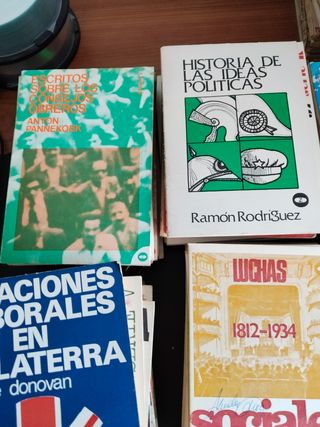 ESCRITOS
SOBRE LOS
CONSEJOS
OBREROS
ANTON
PANNEKOEK
HISTORIA DE
LAS IDEAS
POLITICAS
Ramón Rodríguez
ACIONES
BORALES
EN
LATERRA
e donovan
LUCHAS
1812-1934
sociale